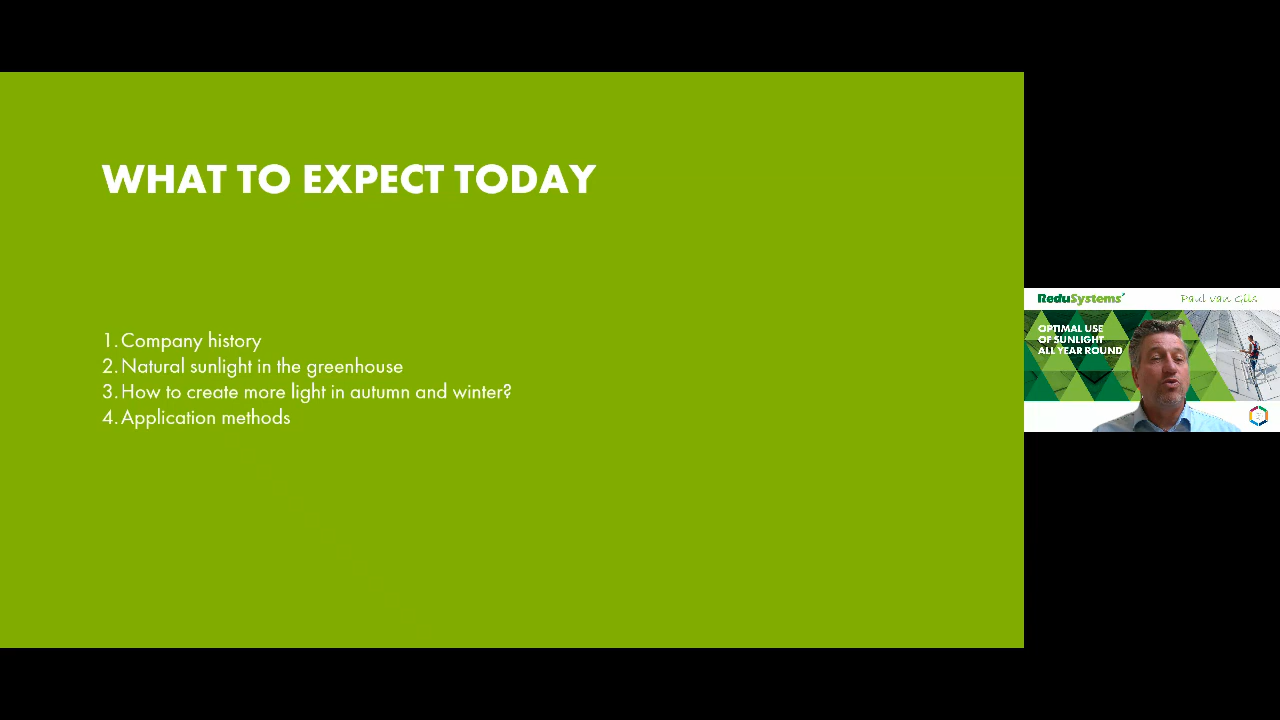 WHAT TO EXPECT TODAY
1. Company history
2. Natural sunlight in the greenhouse
3. How to create more light in autumn and winter?
4. Application methods
ReduSystems
Paul van Gils
OPTIMAL USE
OF SUNLIGHT
ALL YEAR ROUND